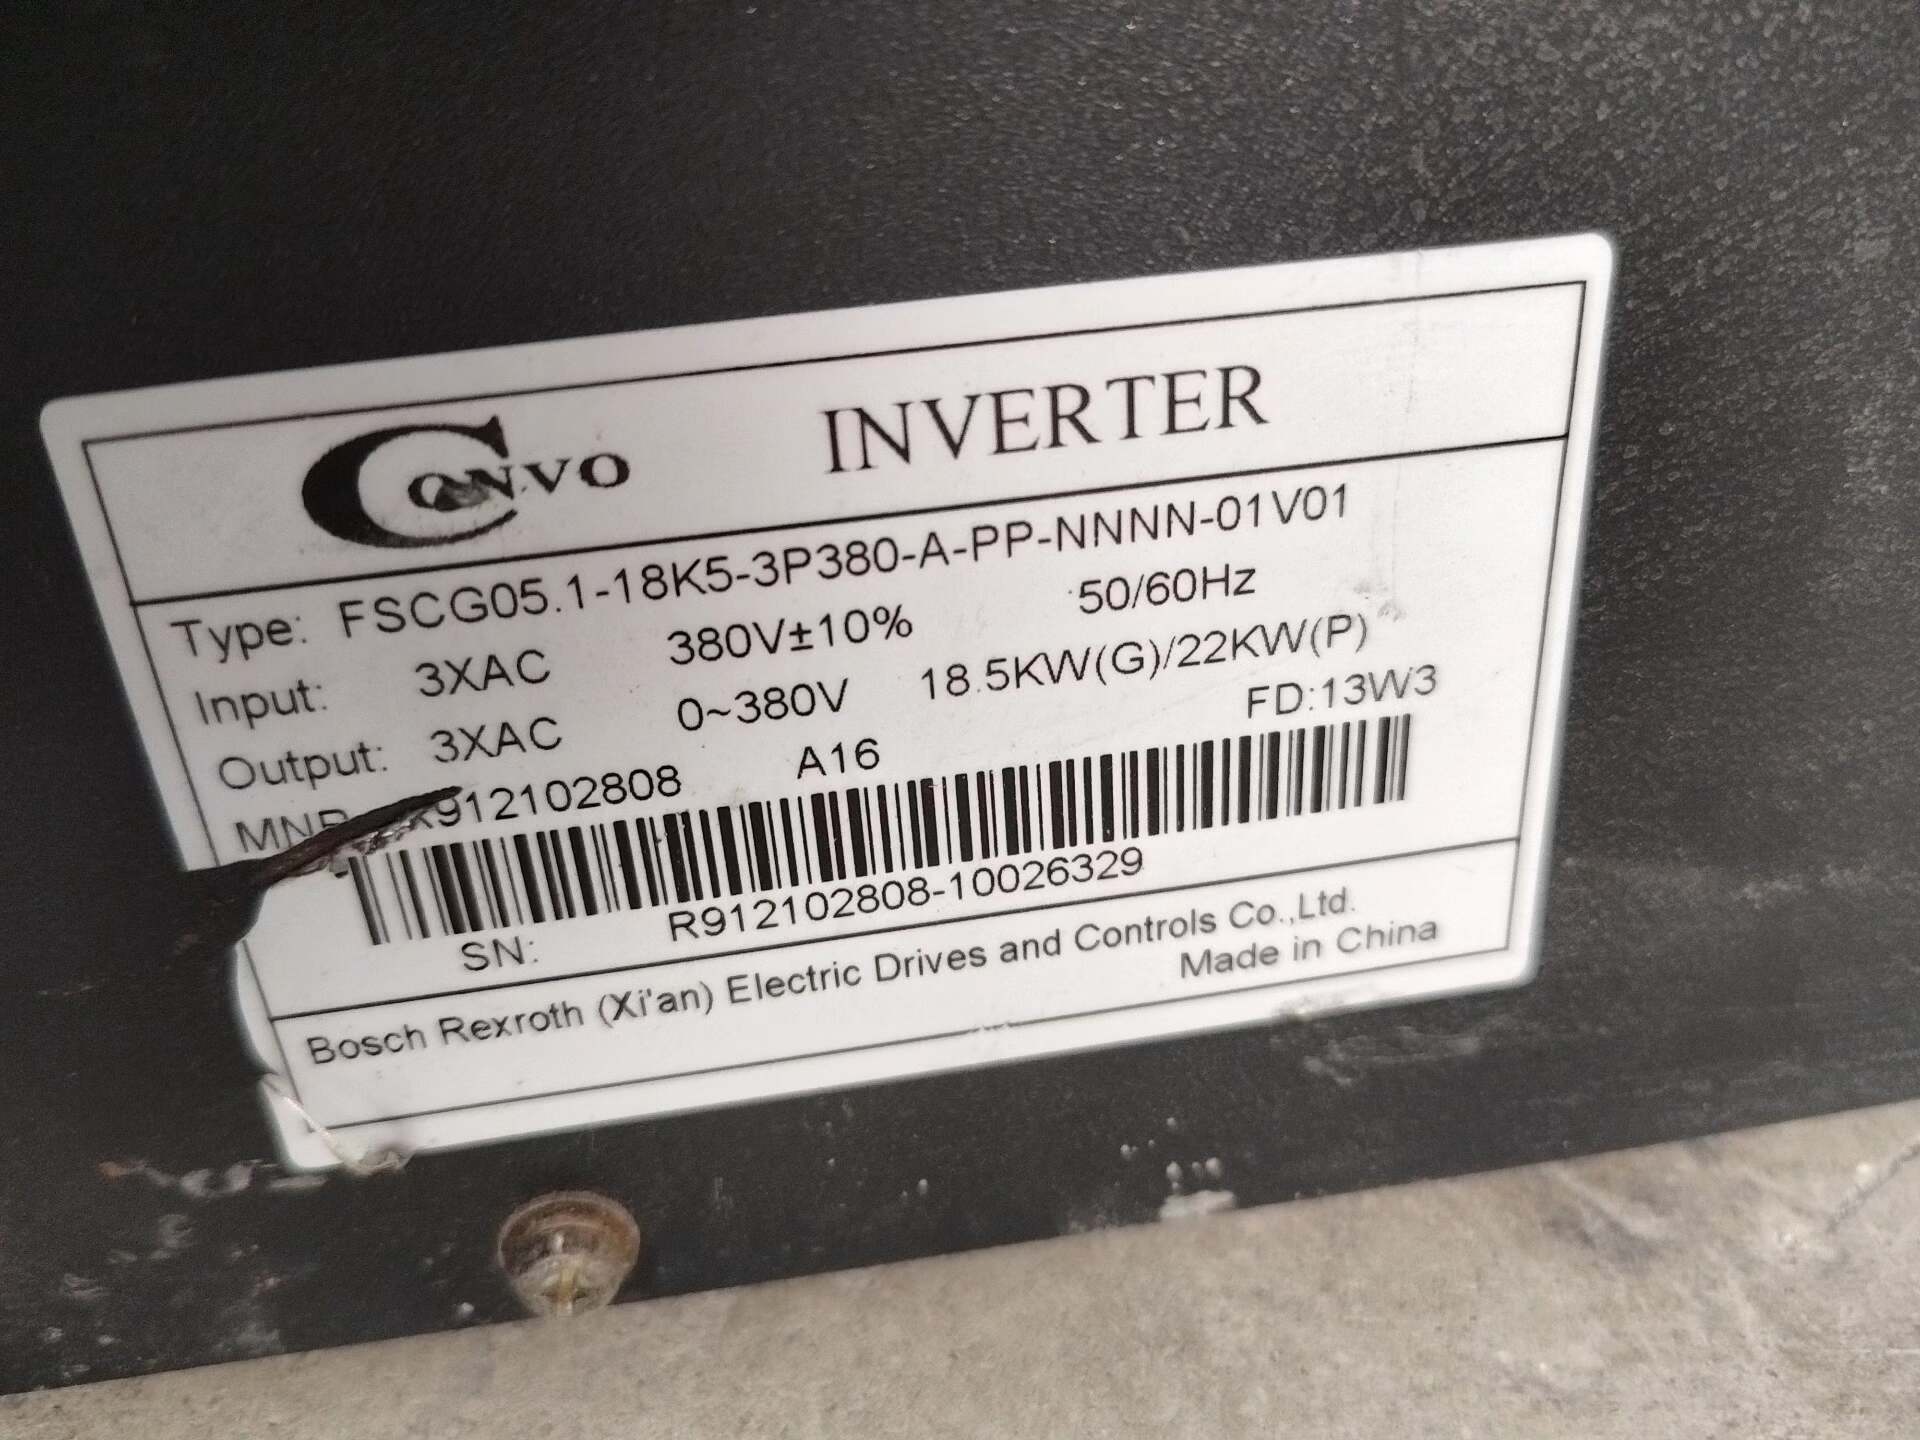 CONVO INVERTER
Type: FSCG05.1-18K5-3P380-A-PP-NNNN-01V01
Input: 3XAC 380V±10% 50/60Hz
Output: 3XAC 0~380V 18.5KW(G)/22KW(P)
R912102808 A16 FD:13W3
SN: R912102808-10026329
Bosch Rexroth (Xi'an) Electric Drives and Controls Co.,Ltd.
Made in China